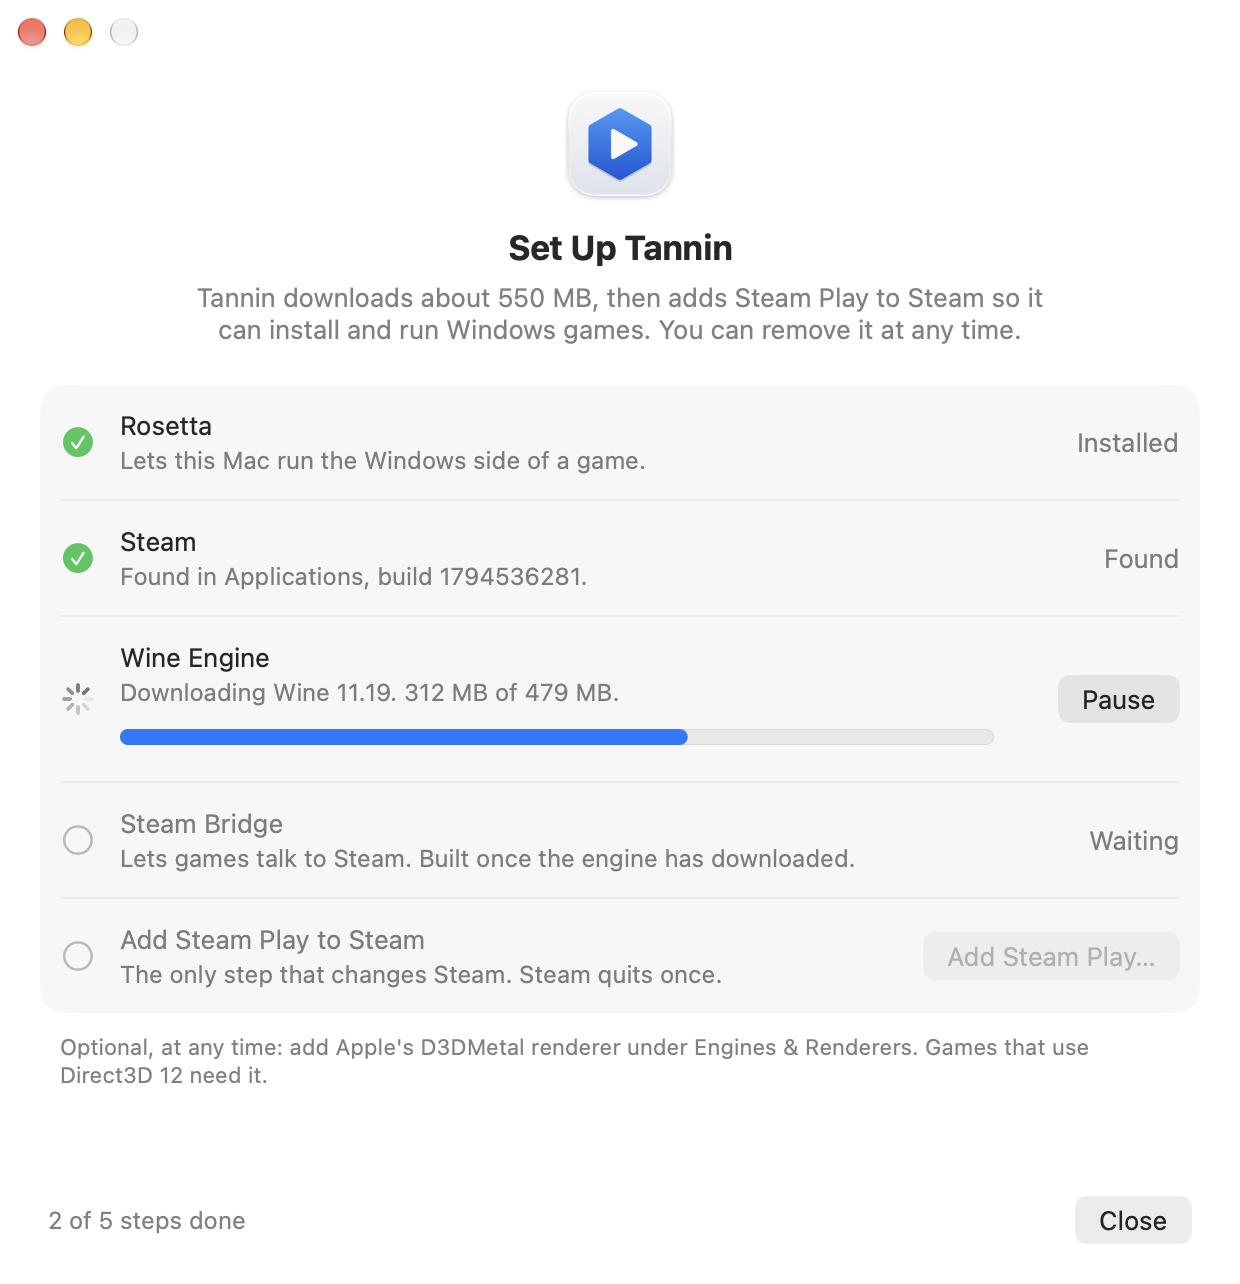 Set Up Tannin
Tannin downloads about 550 MB, then adds Steam Play to Steam so it
can install and run Windows games. You can remove it at any time.
Rosetta
Lets this Mac run the Windows side of a game.
Installed
Steam
Found in Applications, build 1794536281.
Found
Wine Engine
Downloading Wine 11.19. 312 MB of 479 MB.
Pause
Steam Bridge
Lets games talk to Steam. Built once the engine has downloaded.
Waiting
Add Steam Play to Steam
The only step that changes Steam. Steam quits once.
Add Steam Play...
Optional, at any time: add Apple's D3DMetal renderer under Engines & Renderers. Games that use
Direct3D 12 need it.
2 of 5 steps done
Close